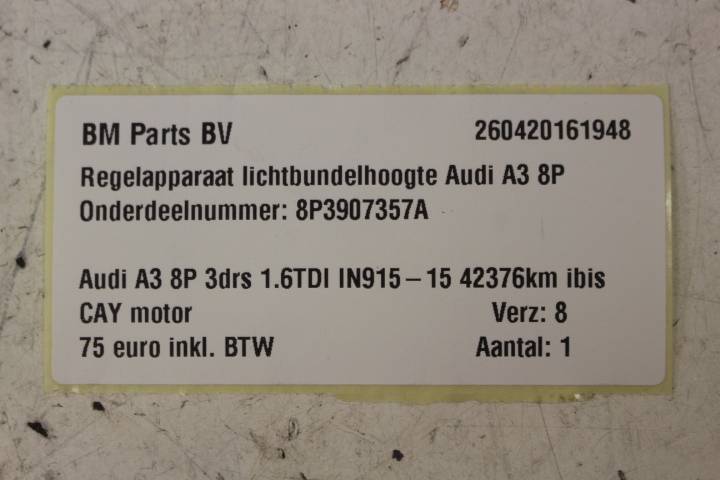 BM Parts BV 260420161948
Regelapparaat lichtbundelhoogte Audi A3 8P
Onderdeelnummer: 8P3907357A
Audi A3 8P 3drs 1.6TDI IN915 – 15 42376km ibis
CAY motor Verz: 8
75 euro inkl. BTW Aantal: 1